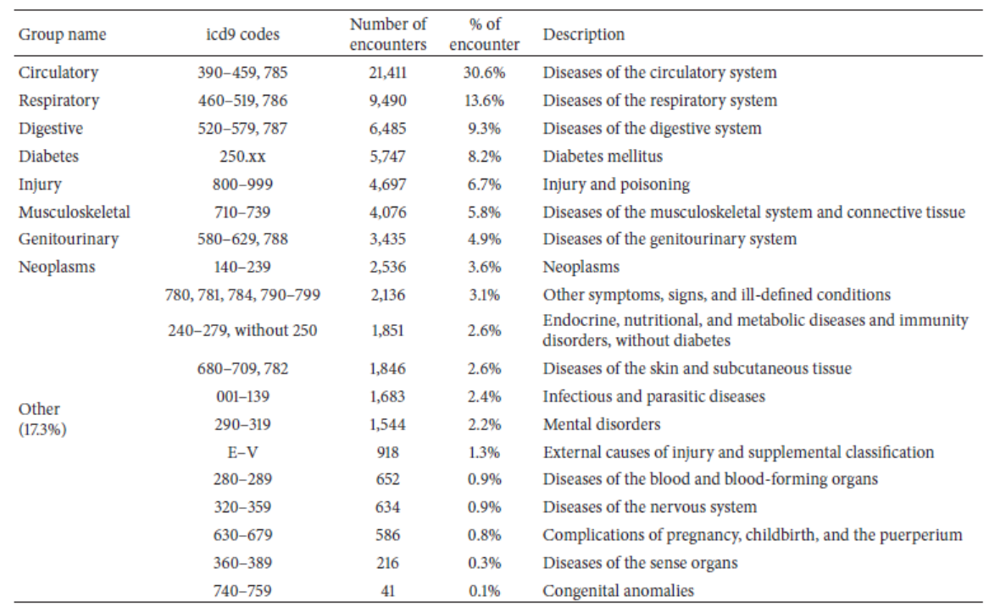 Group name icd9 codes Number of encounters % of encounter Description
Circulatory 390–459, 785 21,411 30.6% Diseases of the circulatory system
Respiratory 460–519, 786 9,490 13.6% Diseases of the respiratory system
Digestive 520–579, 787 6,485 9.3% Diseases of the digestive system
Diabetes 250.xx 5,747 8.2% Diabetes mellitus
Injury 800–999 4,697 6.7% Injury and poisoning
Musculoskeletal 710–739 4,076 5.8% Diseases of the musculoskeletal system and connective tissue
Genitourinary 580–629, 788 3,435 4.9% Diseases of the genitourinary system
Neoplasms 140–239 2,536 3.6% Neoplasms
780, 781, 784, 790–799 2,136 3.1% Other symptoms, signs, and ill-defined conditions
240–279, without 250 1,851 2.6% Endocrine, nutritional, and metabolic diseases and immunity
disorders, without diabetes
680–709, 782 1,846 2.6% Diseases of the skin and subcutaneous tissue
001–139 1,683 2.4% Infectious and parasitic diseases
Other
(17.3%)
290–319 1,544 2.2% Mental disorders
E–V 918 1.3% External causes of injury and supplemental classification
280–289 652 0.9% Diseases of the blood and blood-forming organs
320–359 634 0.9% Diseases of the nervous system
630–679 586 0.8% Complications of pregnancy, childbirth, and the puerperium
360–389 216 0.3% Diseases of the sense organs
740–759 41 0.1% Congenital anomalies